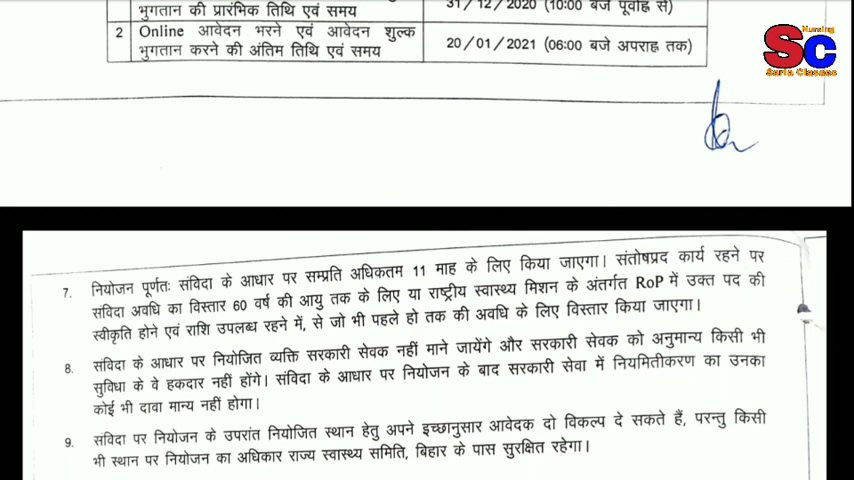 भुगतान की प्रारंभिक तिथि एवं समय
31/12/2020 (10:00 बजे पूर्वाह्न से)
2 Online आवेदन भरने एवं आवेदन शुल्क
भुगतान करने की अंतिम तिथि एवं समय
20/01/2021 (06:00 बजे अपराह्न तक)
Nursing
SC
Saria Classes
7. नियोजन पूर्णतः संविदा के आधार पर सम्प्रति अधिकतम 11 माह के लिए किया जाएगा। संतोषप्रद कार्य रहने पर
संविदा अवधि का विस्तार 60 वर्ष की आयु तक के लिए या राष्ट्रीय स्वास्थ्य मिशन के अंतर्गत RoP में उक्त पद की
स्वीकृति होने एवं राशि उपलब्ध रहने में, से जो भी पहले हो तक की अवधि के लिए विस्तार किया जाएगा।
8. संविदा के आधार पर नियोजित व्यक्ति सरकारी सेवक नहीं माने जायेंगे और सरकारी सेवक को अनुमान्य किसी भी
सुविधा के वे हकदार नहीं होंगे। संविदा के आधार पर नियोजन के बाद सरकारी सेवा में नियमितीकरण का उनका
कोई भी दावा मान्य नहीं होगा।
9. संविदा पर नियोजन के उपरांत नियोजित स्थान हेतु अपने इच्छानुसार आवेदक दो विकल्प दे सकते हैं, परन्तु किसी
भी स्थान पर नियोजन का अधिकार राज्य स्वास्थ्य समिति, बिहार के पास सुरक्षित रहेगा।